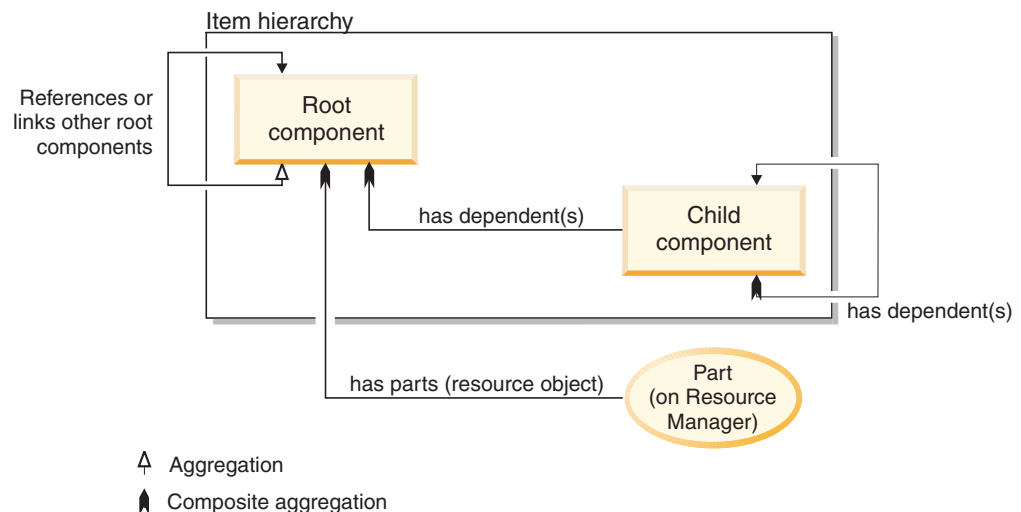 Item hierarchy
References or
links other root
components
Root
component
has dependent(s)
Child
component
has dependent(s)
has parts (resource object)
Part
(on Resource
Manager)
Aggregation
Composite aggregation